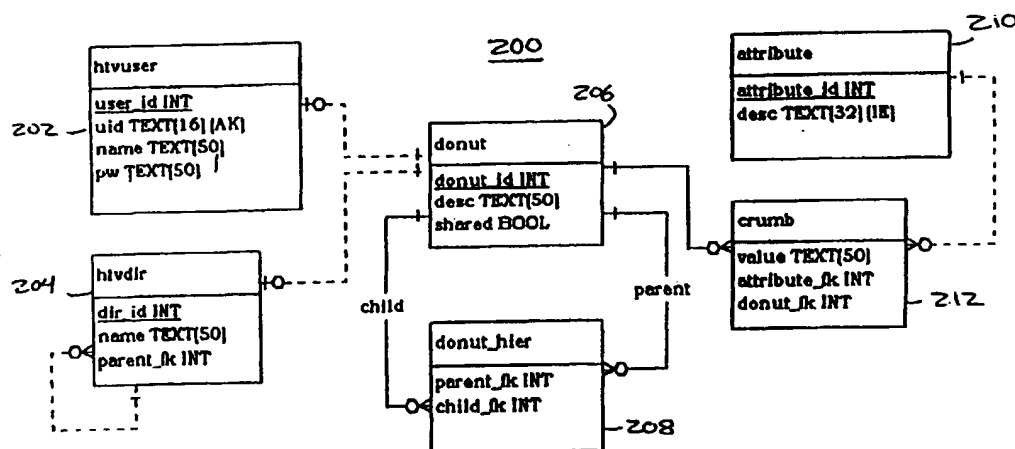 200
202
htvuser
user_id INT
uid TEXT[16] [AK]
name TEXT[50]
pw TEXT[50]
204
htvdir
dir_id INT
name TEXT[50]
parent_fk INT
206
donut
donut_id INT
desc TEXT[50]
shared BOOL
child
parent
donut_hier
parent_fk INT
child_fk INT
208
210
attribute
attribute_id INT
desc TEXT[32] [IE]
crumb
value TEXT[50]
attribute_fk INT
donut_fk INT
212